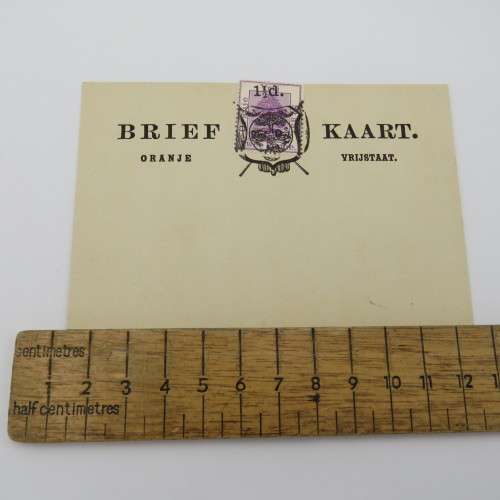 1½d.
BRIEF KAART.
ORANJE VRIJSTAAT.
centimetres
1 2 3 4 5 6 7 8 9 10 11 12
half centimetres